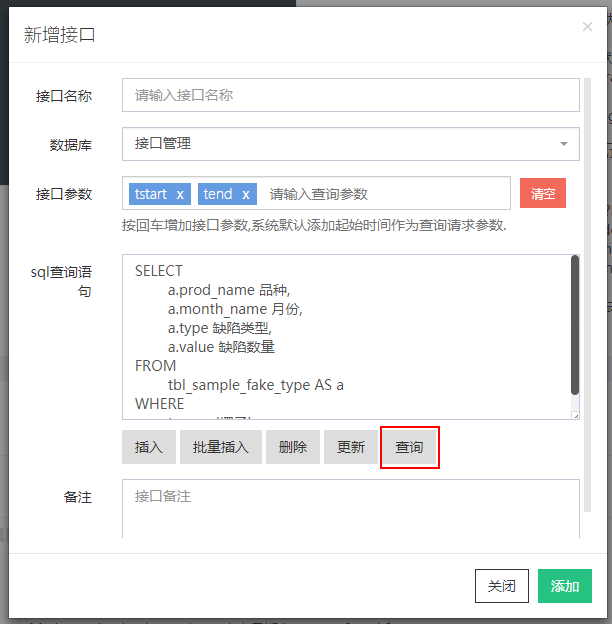 新增接口
×
接口名称
请输入接口名称
数据库
接口管理
接口参数
tstart x
tend x
请输入查询参数
清空
按回车增加接口参数,系统默认添加起始时间作为查询请求参数.
sql查询语
句
SELECT
a.prod_name 品种,
a.month_name 月份,
a.type 缺陷类型,
a.value 缺陷数量
FROM
tbl_sample_fake_type AS a
WHERE
插入
批量插入
删除
更新
查询
备注
接口备注
关闭
添加